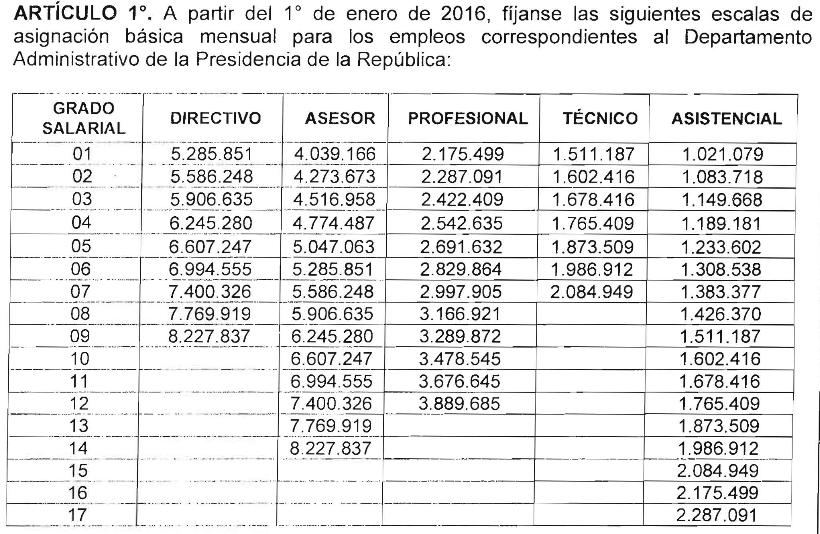 ARTÍCULO 1°. A partir del 1° de enero de 2016, fíjanse las siguientes escalas de
asignación básica mensual para los empleos correspondientes al Departamento
Administrativo de la Presidencia de la República:
GRADO SALARIAL DIRECTIVO ASESOR PROFESIONAL TÉCNICO ASISTENCIAL
01 5.285.851 4.039.166 2.175.499 1.511.187 1.021.079
02 5.586.248 4.273.673 2.287.091 1.602.416 1.083.718
03 5.906.635 4.516.958 2.422.409 1.678.416 1.149.668
04 6.245.280 4.774.487 2.542.635 1.765.409 1.189.181
05 6.607.247 5.047.063 2.691.632 1.873.509 1.233.602
06 6.994.555 5.285.851 2.829.864 1.986.912 1.308.538
07 7.400.326 5.586.248 2.997.905 2.084.949 1.383.377
08 7.769.919 5.906.635 3.166.921 1.426.370
09 8.227.837 6.245.280 3.289.872 1.511.187
10 6.607.247 3.478.545 1.602.416
11 6.994.555 3.676.645 1.678.416
12 7.400.326 3.889.685 1.765.409
13 7.769.919 1.873.509
14 8.227.837 1.986.912
15 2.084.949
16 2.175.499
17 2.287.091